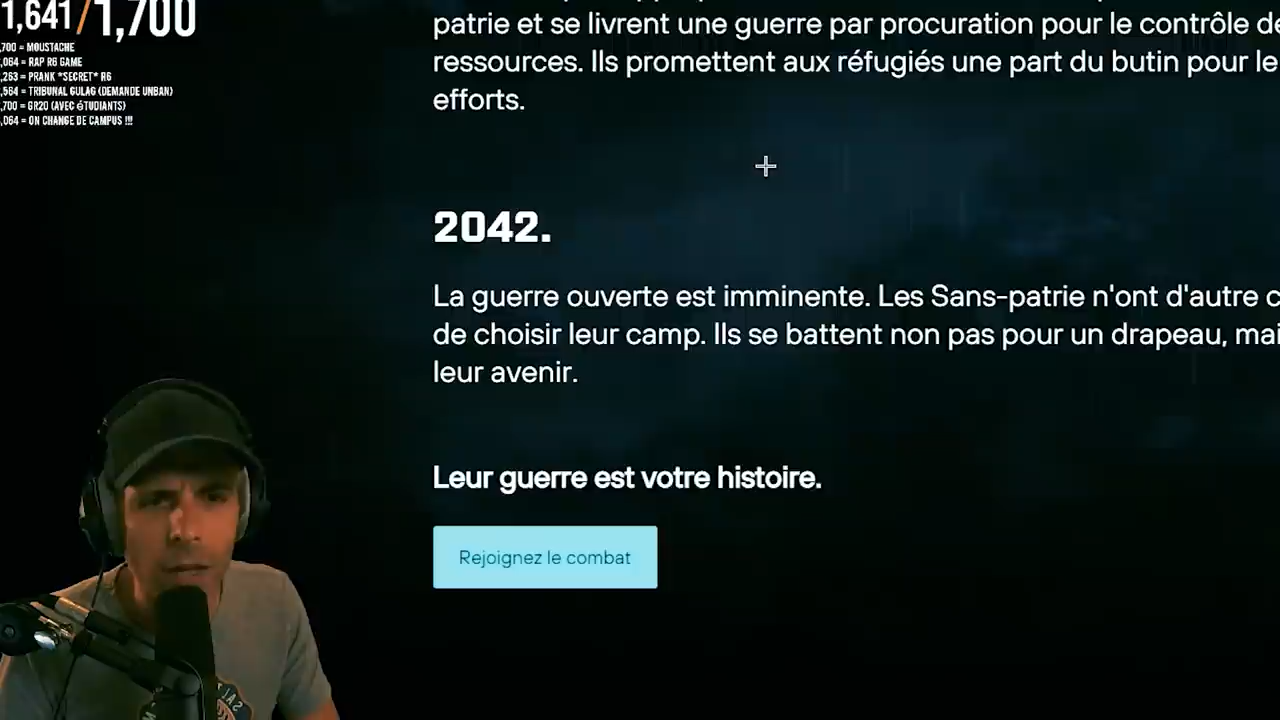 1,641/1,700
,700 = MOUSTACHE
,064 = RAP R6 GAME
,263 = PRANK *SECRET* R6
,564 = TRIBUNAL GULAG (DEMANDE UNBAN)
,700 = GR20 (AVEC ÉTUDIANTS)
,064 = ON CHANGE DE CAMPUS !!!
patrie et se livrent une guerre par procuration pour le contrôle de
ressources. Ils promettent aux réfugiés une part du butin pour le
efforts.
2042.
La guerre ouverte est imminente. Les Sans-patrie n'ont d'autre c
de choisir leur camp. Ils se battent non pas pour un drapeau, mai
leur avenir.
Leur guerre est votre histoire.
Rejoignez le combat